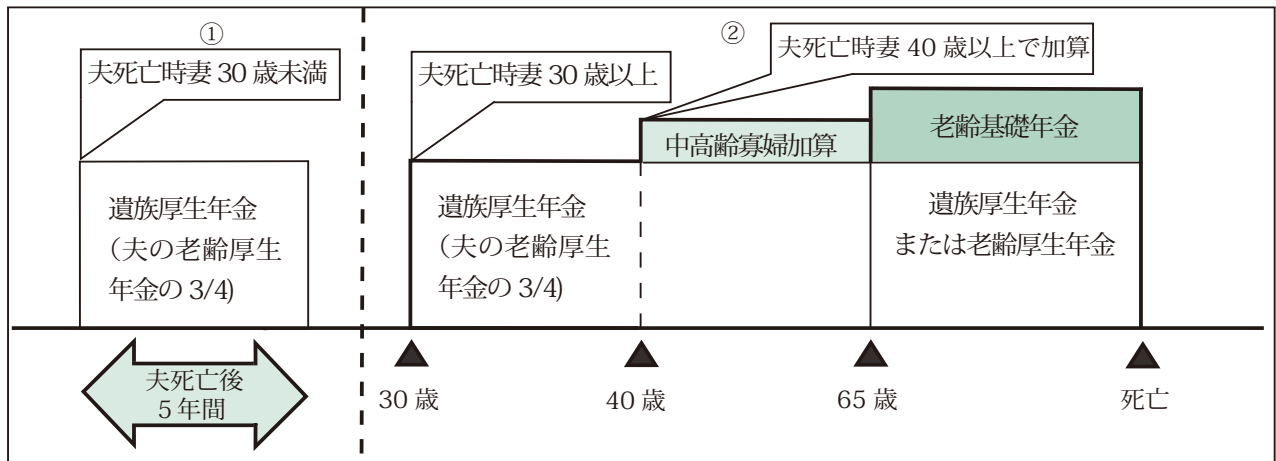 ①
夫死亡時妻 30 歳未満
遺族厚生年金
(夫の老齢厚生
年金の 3/4)
夫死亡後
5 年間
②
夫死亡時妻 30 歳以上
夫死亡時妻 40 歳以上で加算
遺族厚生年金
(夫の老齢厚生
年金の 3/4)
中高齢寡婦加算
老齢基礎年金
遺族厚生年金
または老齢厚生年金
30 歳
40 歳
65 歳
死亡